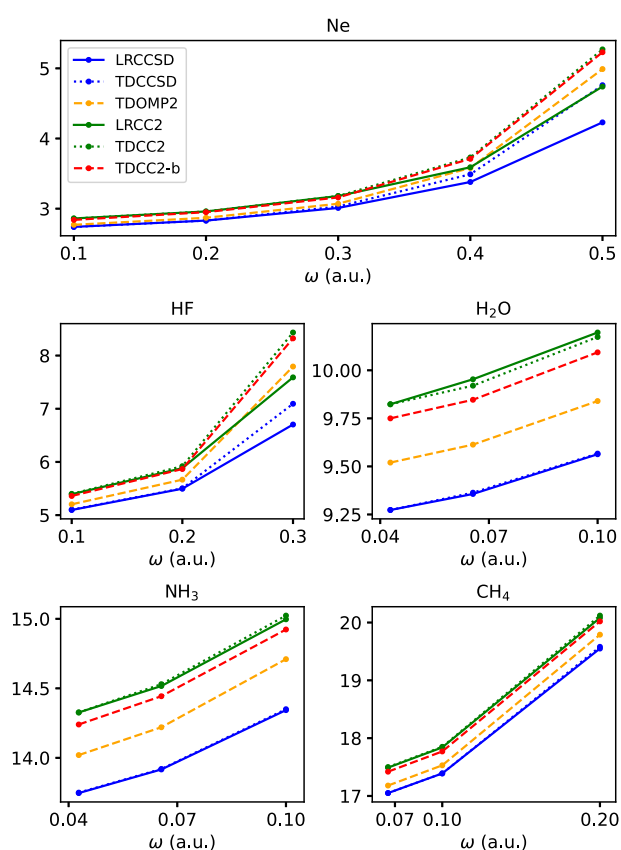 Ne
LRCCSD
TDCCSD
TDOMP2
LRCC2
TDCC2
TDCC2-b
5
4
3
0.1 0.2 0.3 0.4 0.5
ω (a.u.)
HF
8
7
6
5
0.1 0.2 0.3
ω (a.u.)
H₂O
10.00
9.75
9.50
9.25
0.04 0.07 0.10
ω (a.u.)
NH₃
15.0
14.5
14.0
0.04 0.07 0.10
ω (a.u.)
CH₄
20
19
18
17
0.07 0.10 0.20
ω (a.u.)